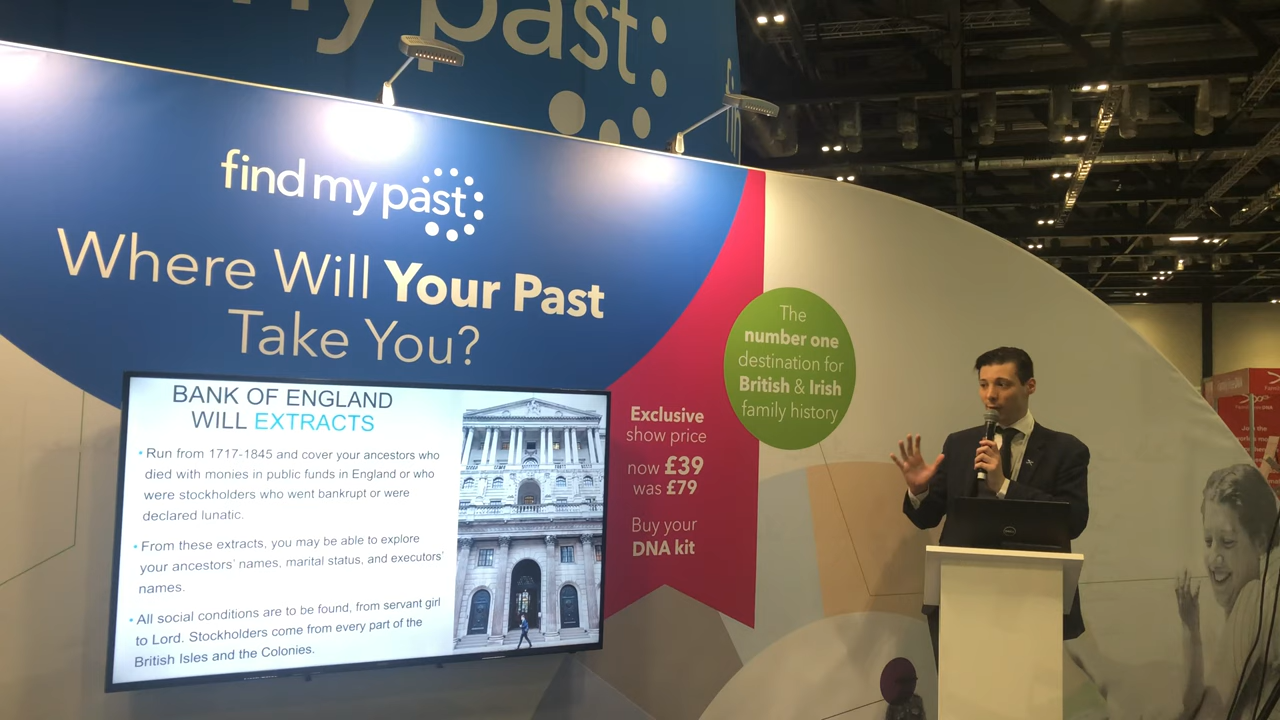 my past
find my past
Where Will Your Past
Take You?
BANK OF ENGLAND
WILL EXTRACTS
• Run from 1717-1845 and cover your ancestors who
died with monies in public funds in England or who
were stockholders who went bankrupt or were
declared lunatic.
• From these extracts, you may be able to explore
your ancestors' names, marital status, and executors'
names.
• All social conditions are to be found, from servant girl
to Lord. Stockholders come from every part of the
British Isles and the Colonies.
Exclusive
show price
now £39
was £79
Buy your
DNA kit
The
number one
destination for
British & Irish
family history
DELL
Join the